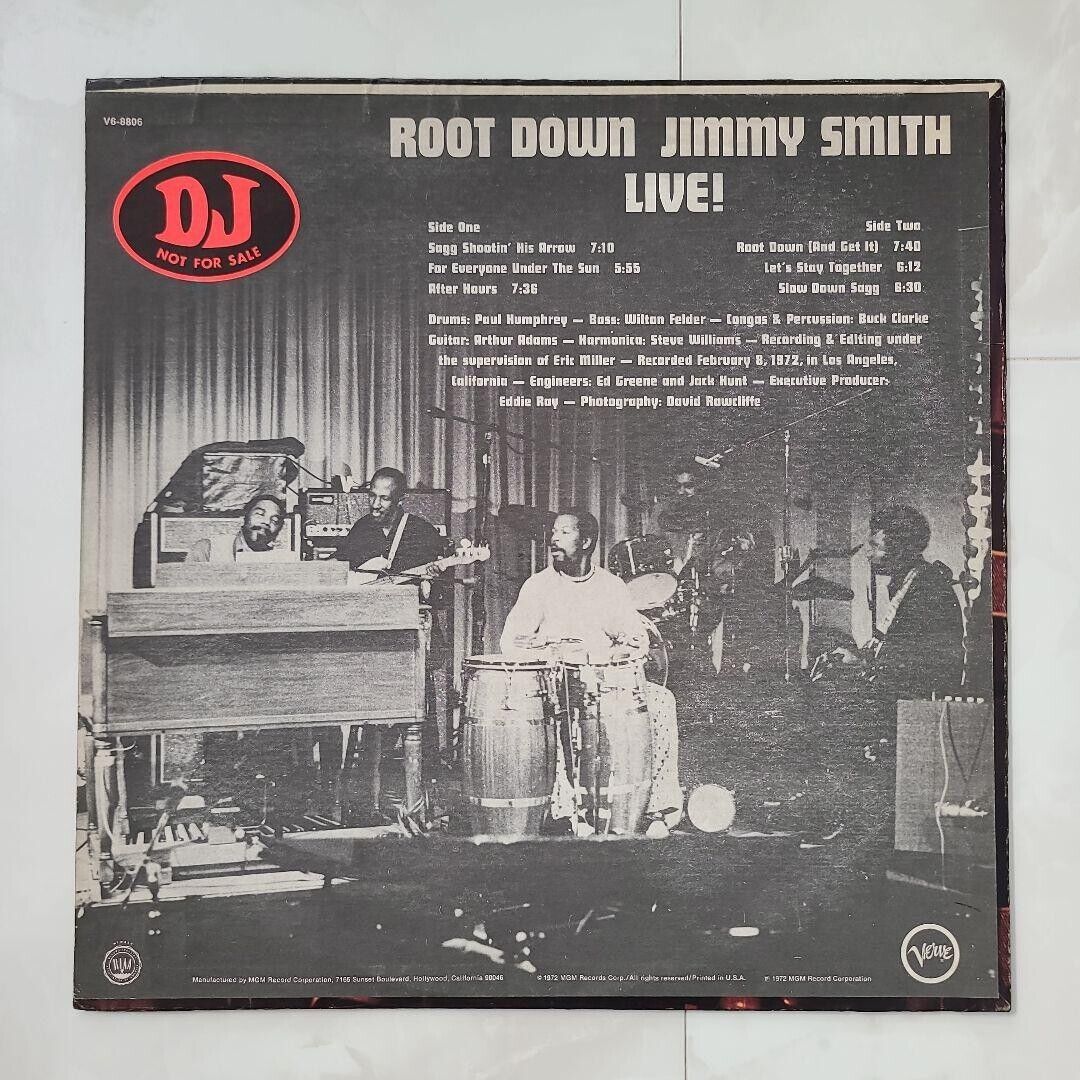 V6-8806
ROOT DOWN JIMMY SMITH
LIVE!
DJ
NOT FOR SALE
Side One
Sagg Shootin' His Arrow 7:10
For Everyone Under The Sun 5:55
After Hours 7:36
Side Two
Root Down (And Get It) 7:40
Let's Stay Together 6:12
Slow Down Sagg 6:30
Drums: Paul Humphrey — Bass: Wilton Felder — Congas & Percussion: Buck Clarke
Guitar: Arthur Adams — Harmonica: Steve Williams — Recording & Editing under
the supervision of Eric Miller — Recorded February 8, 1972, in Los Angeles,
California — Engineers: Ed Greene and Jack Hunt — Executive Producer:
Eddie Ray — Photography: David Rawcliffe
Manufactured by MGM Record Corporation, 7165 Sunset Boulevard, Hollywood, California 90046
© 1972 MGM Records Corp./All rights reserved/Printed in U.S.A.
P 1972 MGM Record Corporation
Verve